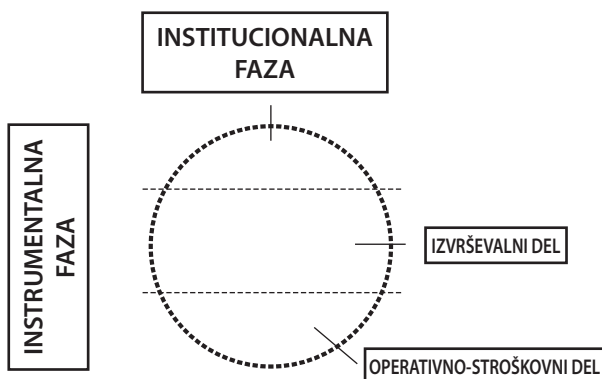 INSTITUCIONALNA
FAZA
INSTRUMENTALNA
FAZA
IZVRŠEVALNI DEL
OPERATIVNO-STROŠKOVNI DEL